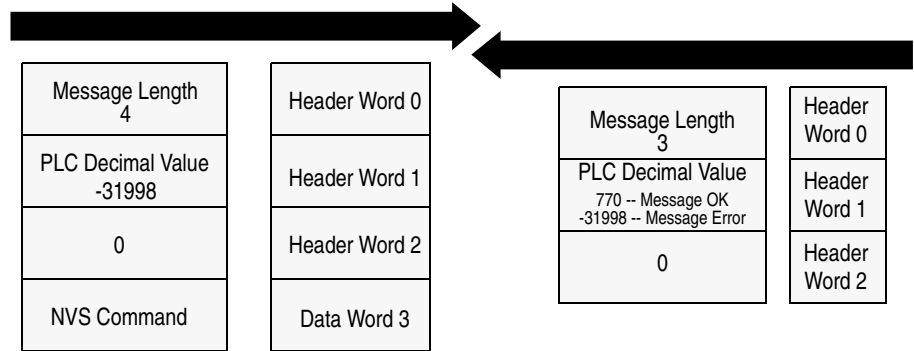 Message Length
4
Header Word 0
PLC Decimal Value
-31998
Header Word 1
0
Header Word 2
NVS Command
Data Word 3
Message Length
3
Header
Word 0
PLC Decimal Value
770 -- Message OK
-31998 -- Message Error
Header
Word 1
0
Header
Word 2